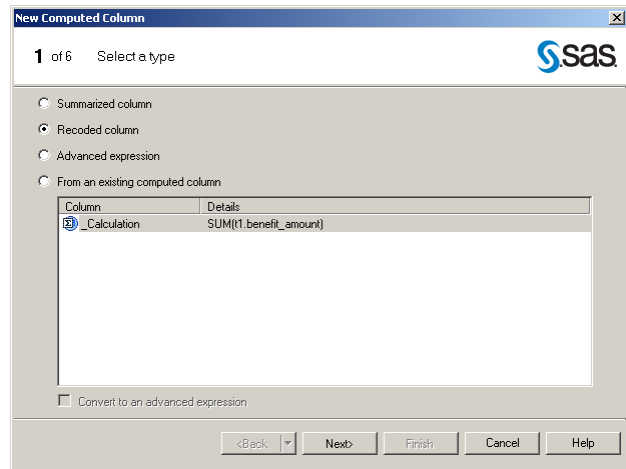 New Computed Column
1 of 6 Select a type
sas
Summarized column
Recoded column
Advanced expression
From an existing computed column
Column Details
_Calculation SUM(t1.benefit_amount)
Convert to an advanced expression
<Back Next> Finish Cancel Help